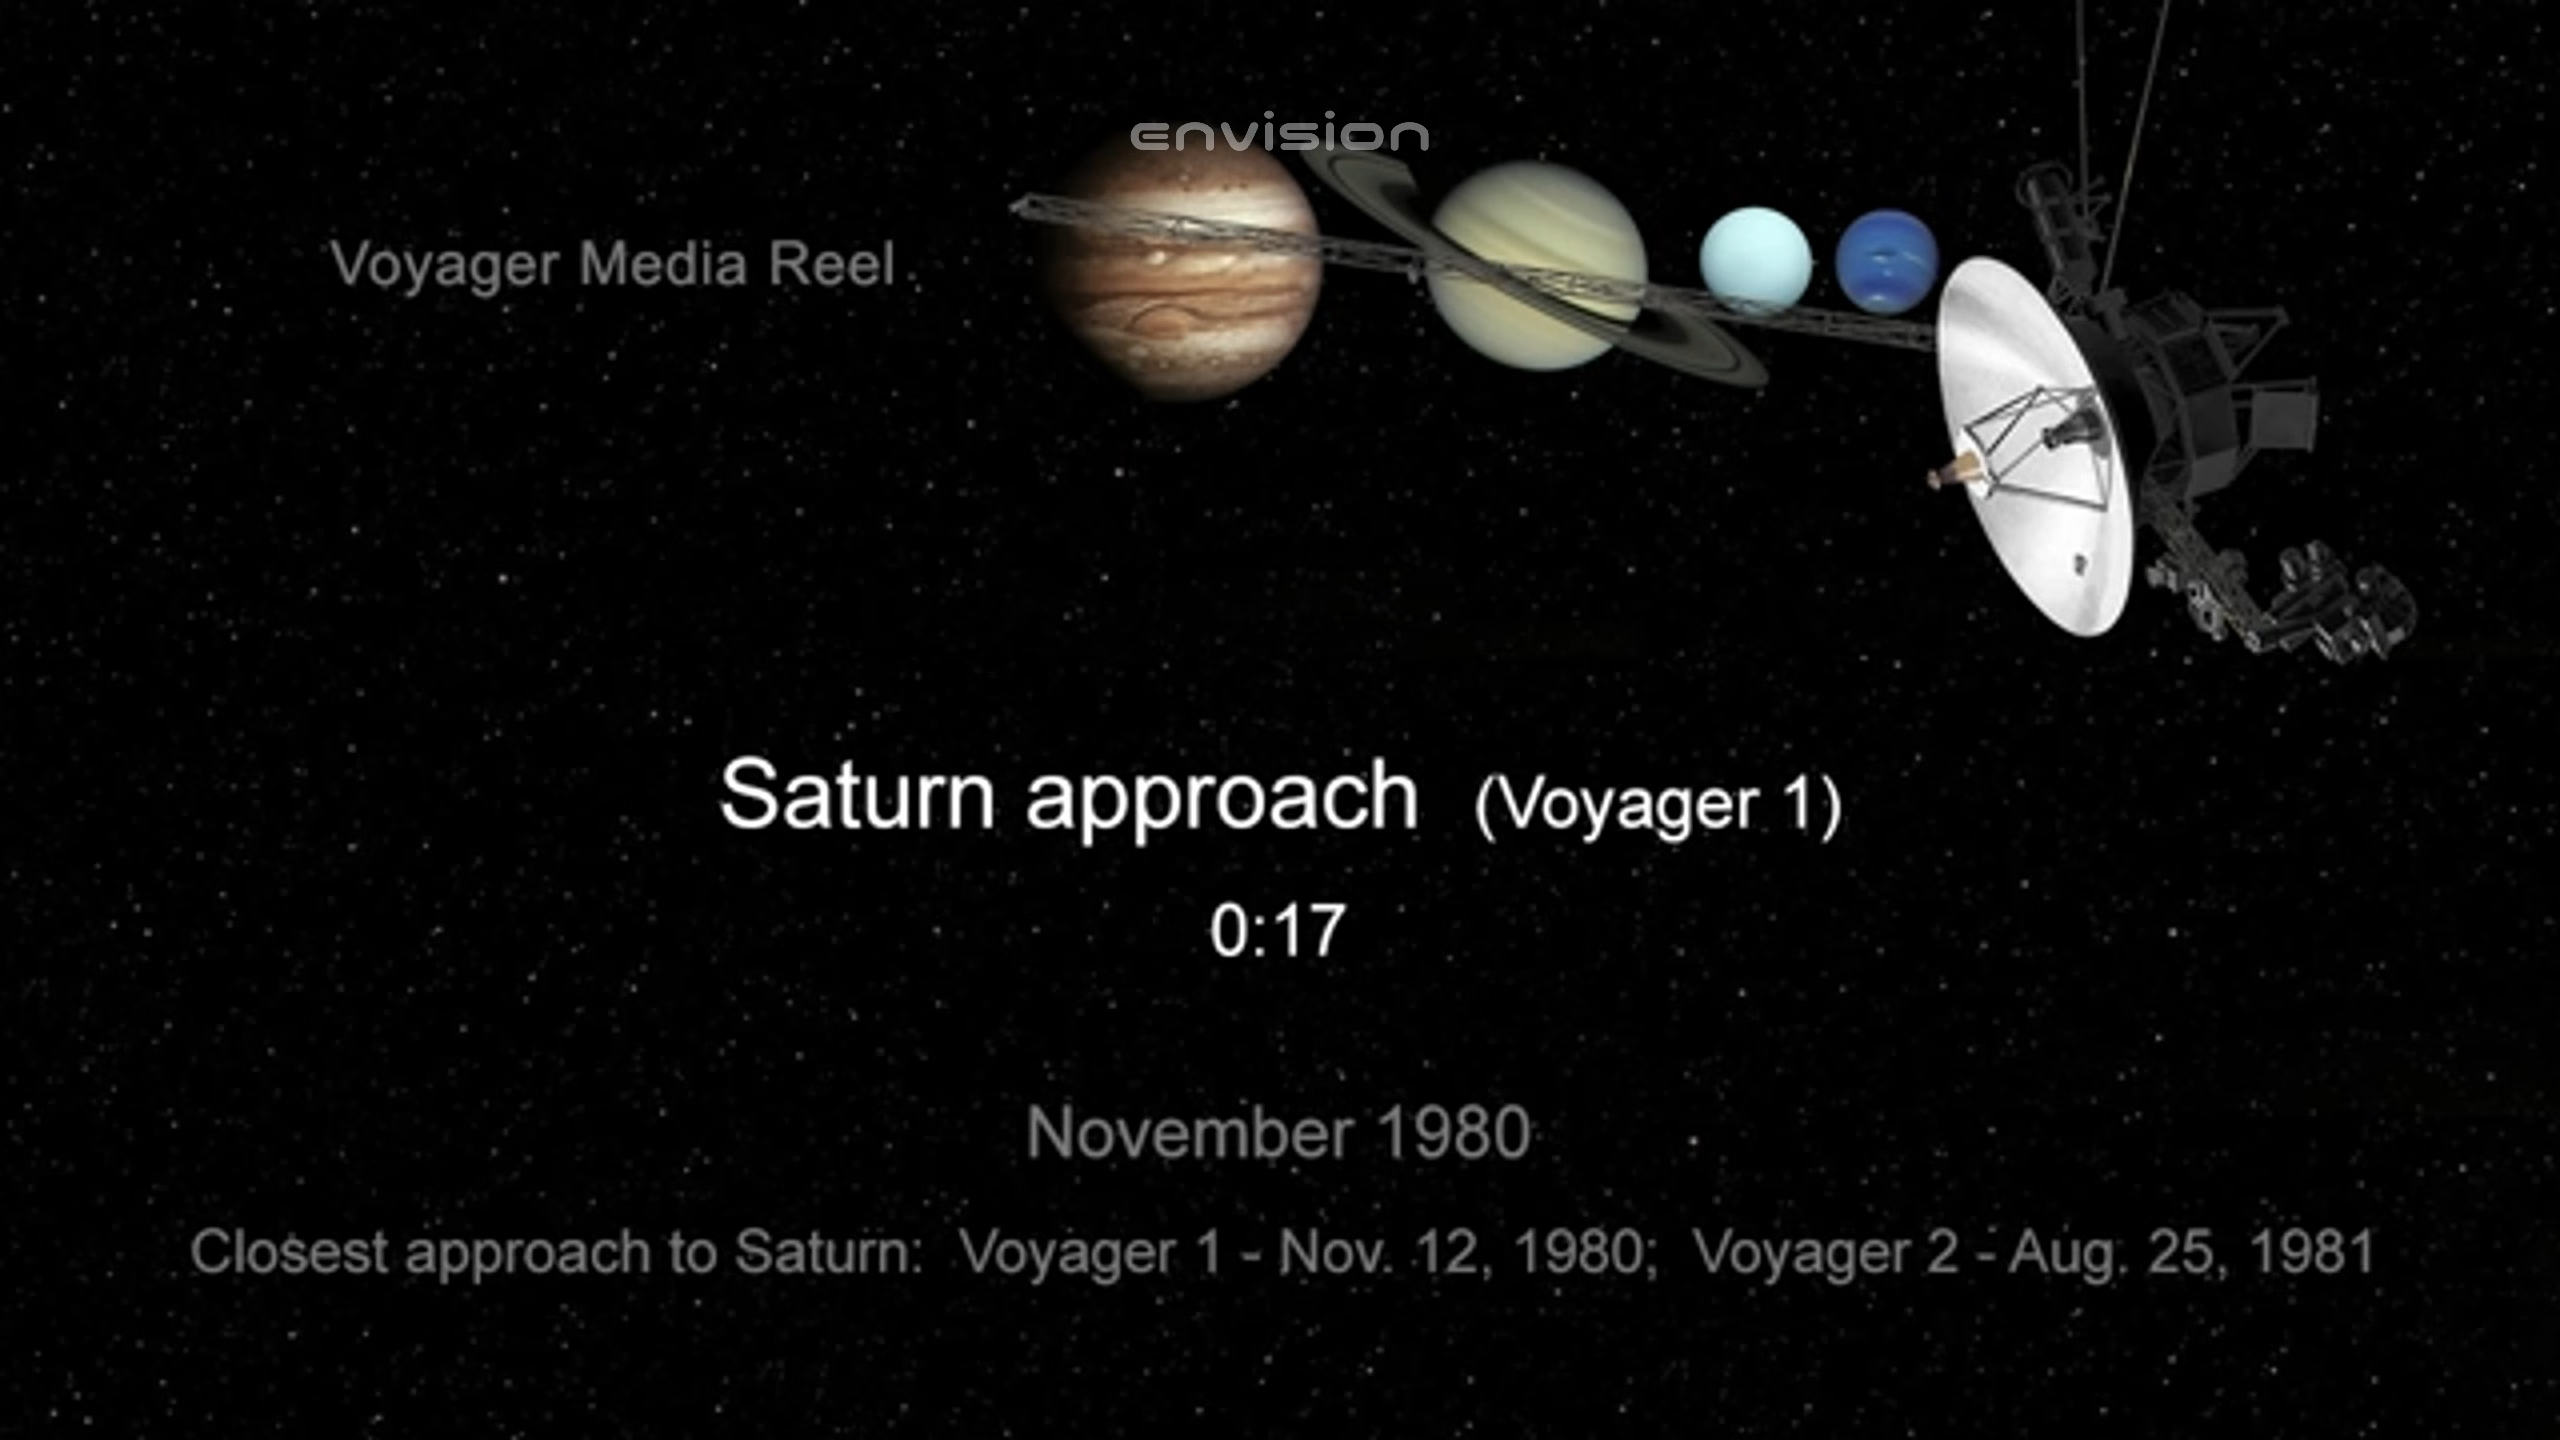 envision
Voyager Media Reel
Saturn approach (Voyager 1)
0:17
November 1980
Closest approach to Saturn: Voyager 1 - Nov. 12, 1980; Voyager 2 - Aug. 25, 1981